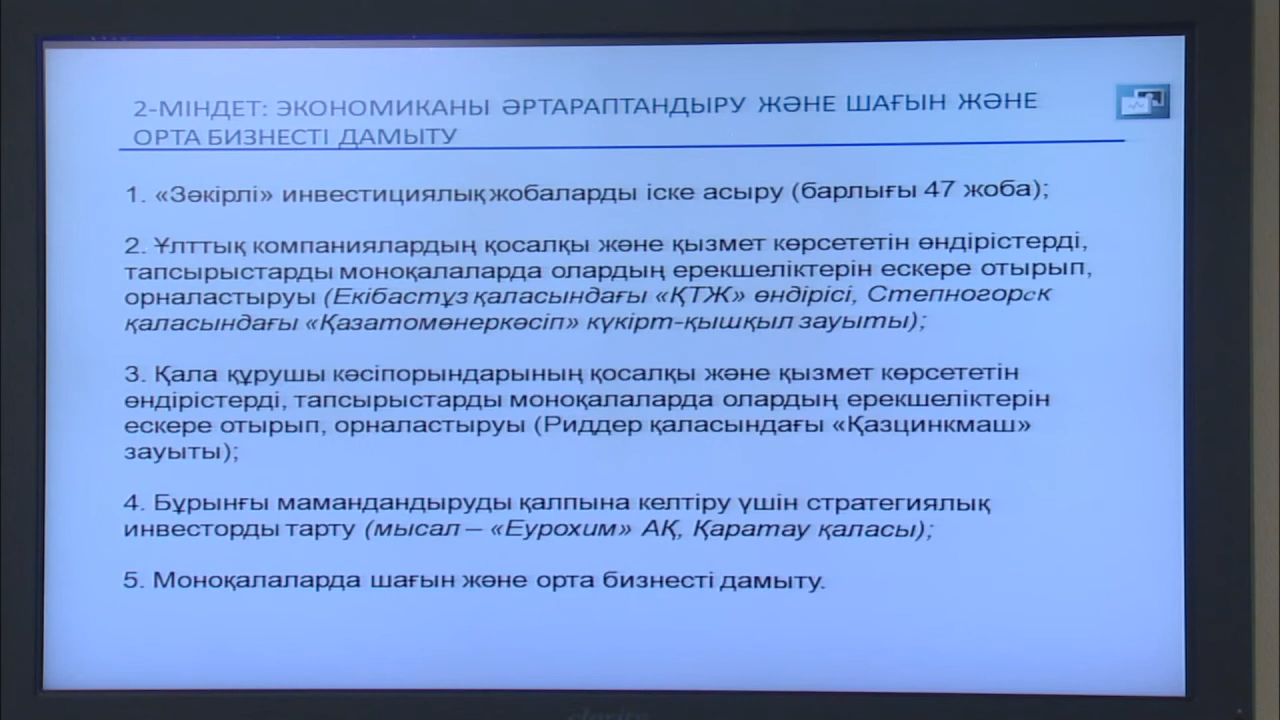 2-МІНДЕТ: ЭКОНОМИКАНЫ ӘРТАРАПТАНДЫРУ ЖӘНЕ ШАҒЫН ЖӘНЕ
ОРТА БИЗНЕСТІ ДАМЫТУ
1. «Зәкірлі» инвестициялық жобаларды іске асыру (барлығы 47 жоба);
2. Ұлттық компаниялардың қосалқы және қызмет көрсететін өндірістерді,
тапсырыстарды моноқалаларда олардың ерекшеліктерін ескере отырып,
орналастыруы (Екібастұз қаласындағы «ҚТЖ» өндірісі, Степногорск
қаласындағы «Қазатомөнеркәсіп» күкірт-қышқыл зауыты);
3. Қала құрушы көсіпорындарының қосалқы және қызмет көрсететін
өндірістерді, тапсырыстарды моноқалаларда олардың ерекшеліктерін
ескере отырып, орналастыруы (Риддер қаласындағы «Қазцинкмаш»
зауыты);
4. Бұрынғы мамандандыруды қалпына келтіру үшін стратегиялық
инвесторды тарту (мысал – «Еурохим» АҚ, Қаратау қаласы);
5. Моноқалаларда шағын және орта бизнесті дамыту.